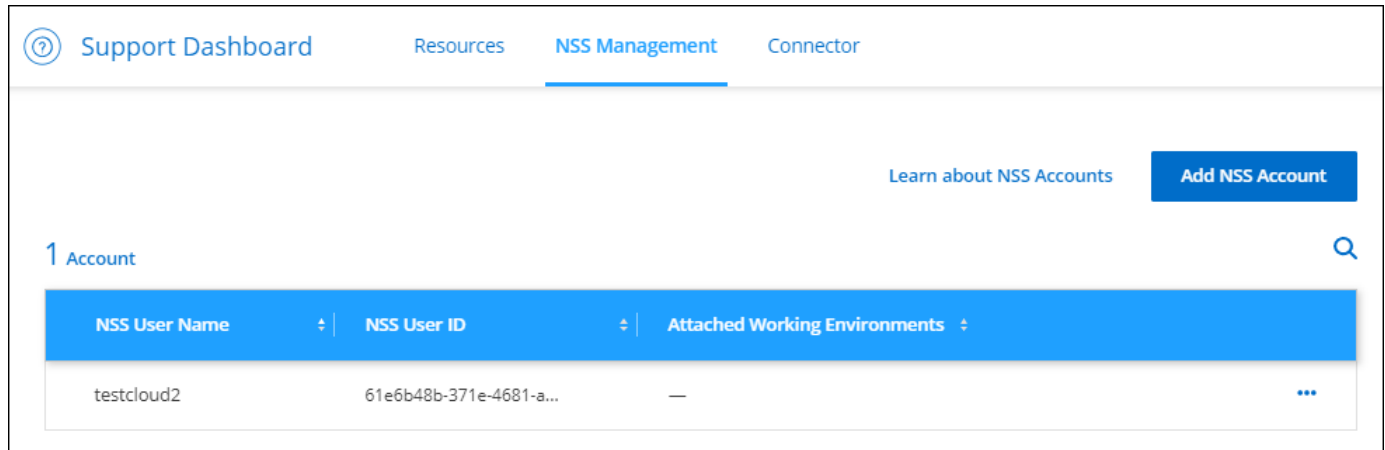 Support Dashboard Resources NSS Management Connector
Learn about NSS Accounts Add NSS Account
1 Account
NSS User Name NSS User ID Attached Working Environments
testcloud2 61e6b48b-371e-4681-a... —